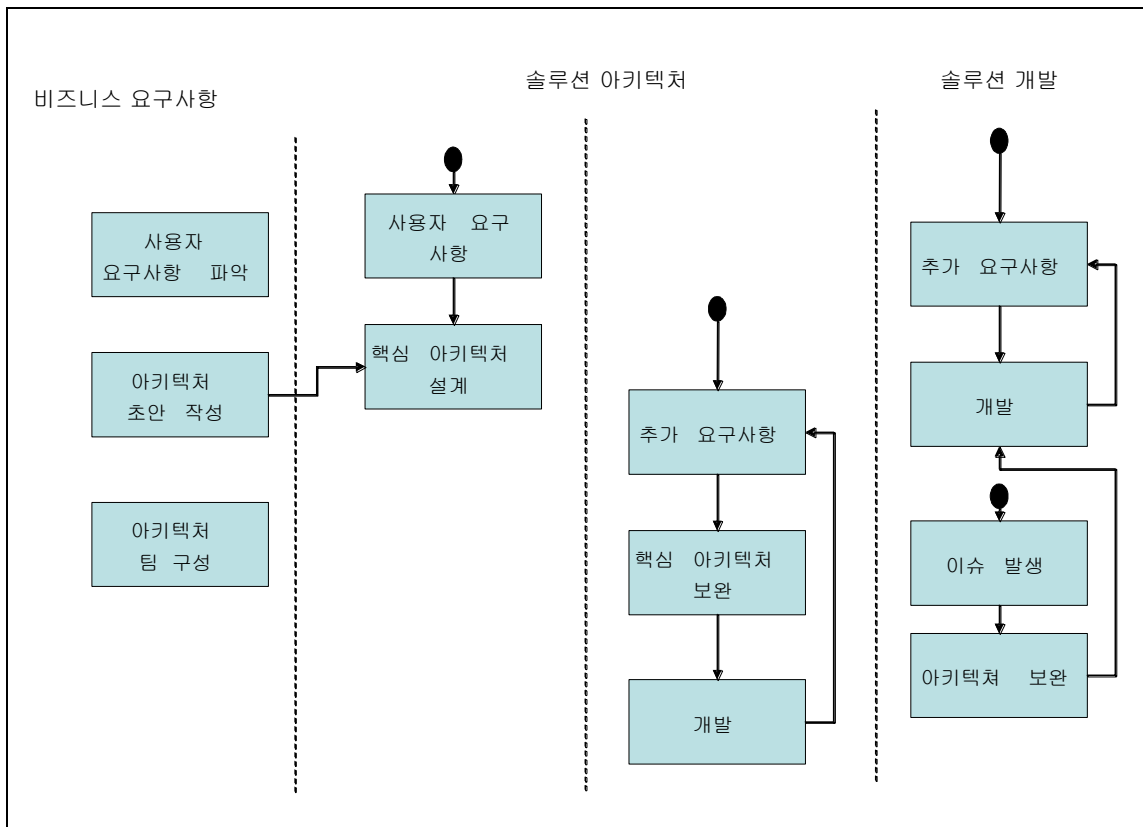 비즈니스 요구사항
솔루션 아키텍처
솔루션 개발
사용자
요구사항 파악
아키텍처
초안 작성
아키텍처
팀 구성
사용자 요구
사항
핵심 아키텍처
설계
추가 요구사항
핵심 아키텍처
보완
개발
추가 요구사항
개발
이슈 발생
아키텍쳐 보완